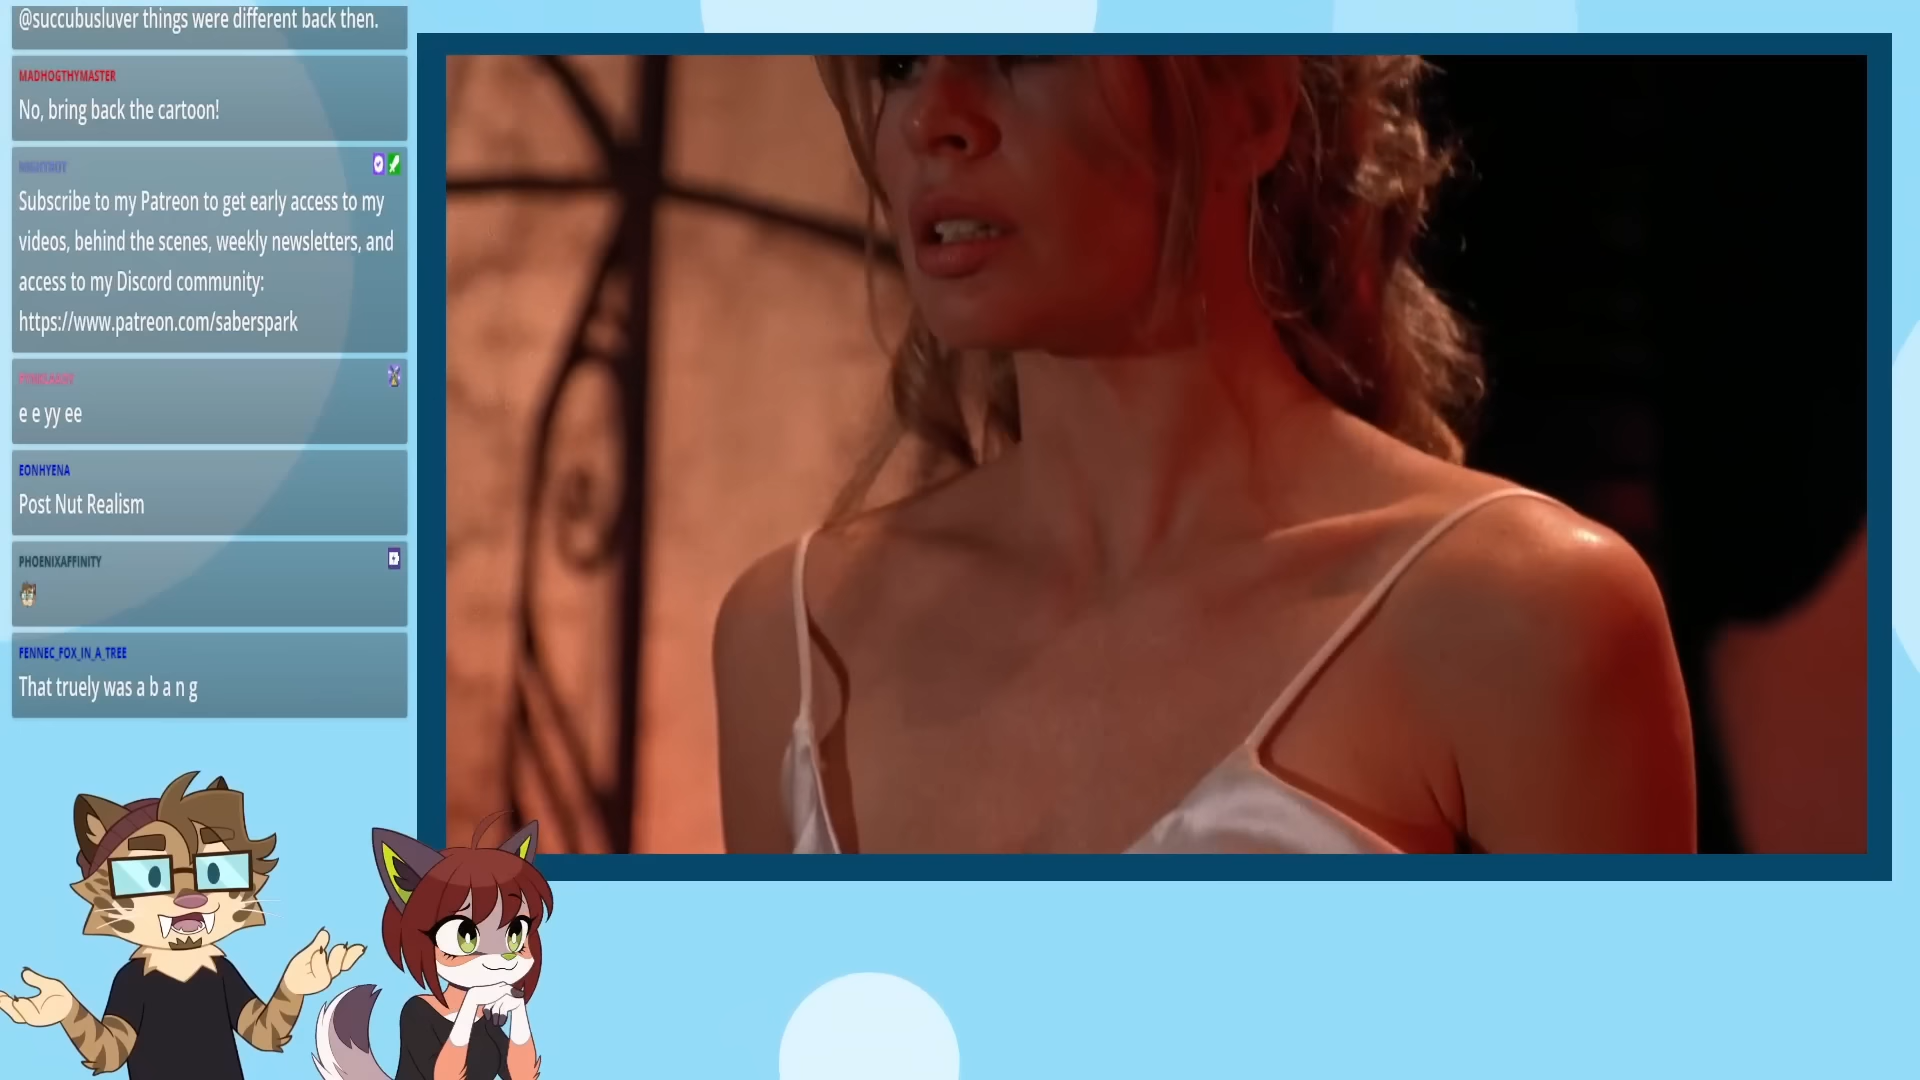 @succubusluver things were different back then.
MADHOGTHYMASTER
No, bring back the cartoon!
NIGHTBOT
Subscribe to my Patreon to get early access to my
videos, behind the scenes, weekly newsletters, and
access to my Discord community:
https://www.patreon.com/saberspark
e e yy ee
EONHYENA
Post Nut Realism
PHOENIXAFFINITY
FENNEC_FOX_IN_A_TREE
That truely was a b a n g